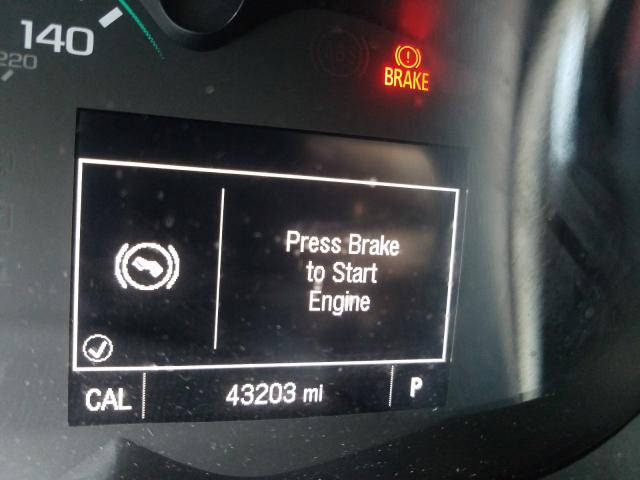 140
220
BRAKE
Press Brake
to Start
Engine
CAL 43203 mi P